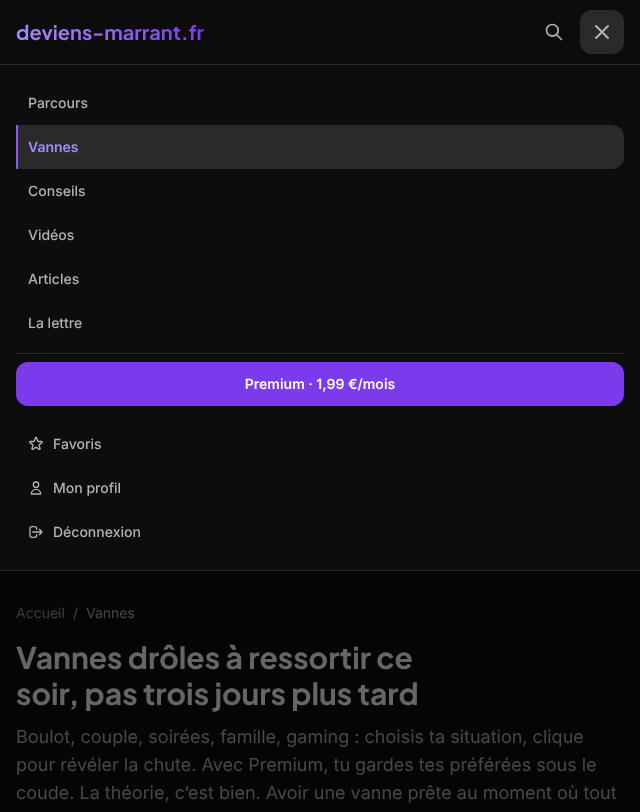 deviens-marrant.fr
Parcours
Vannes
Conseils
Vidéos
Articles
La lettre
Premium · 1,99 €/mois
Favoris
Mon profil
Déconnexion
Accueil / Vannes
Vannes drôles à ressortir ce
soir, pas trois jours plus tard
Boulot, couple, soirées, famille, gaming : choisis ta situation, clique
pour révéler la chute. Avec Premium, tu gardes tes préférées sous le
coude. La théorie, c’est bien. Avoir une vanne prête au moment où tout